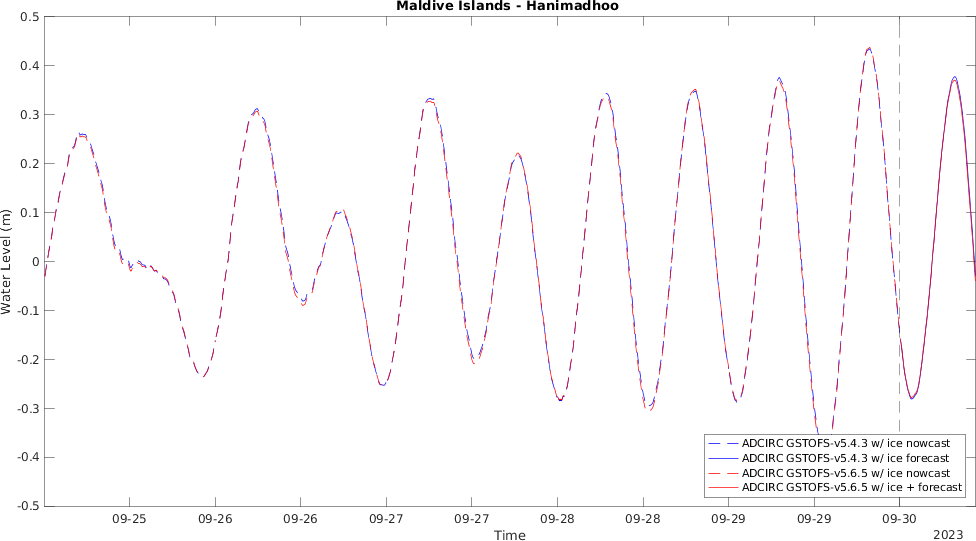 Maldive Islands - Hanimadhoo
0.5
0.4
0.3
0.2
0.1
0
-0.1
-0.2
-0.3
-0.4
-0.5
Water Level (m)
ADCIRC GSTOFS-v5.4.3 w/ ice nowcast
ADCIRC GSTOFS-v5.4.3 w/ ice forecast
ADCIRC GSTOFS-v5.6.5 w/ ice nowcast
ADCIRC GSTOFS-v5.6.5 w/ ice + forecast
09-25 09-26 09-26 09-27 09-27 09-28 09-28 09-29 09-29 09-30
Time
2023